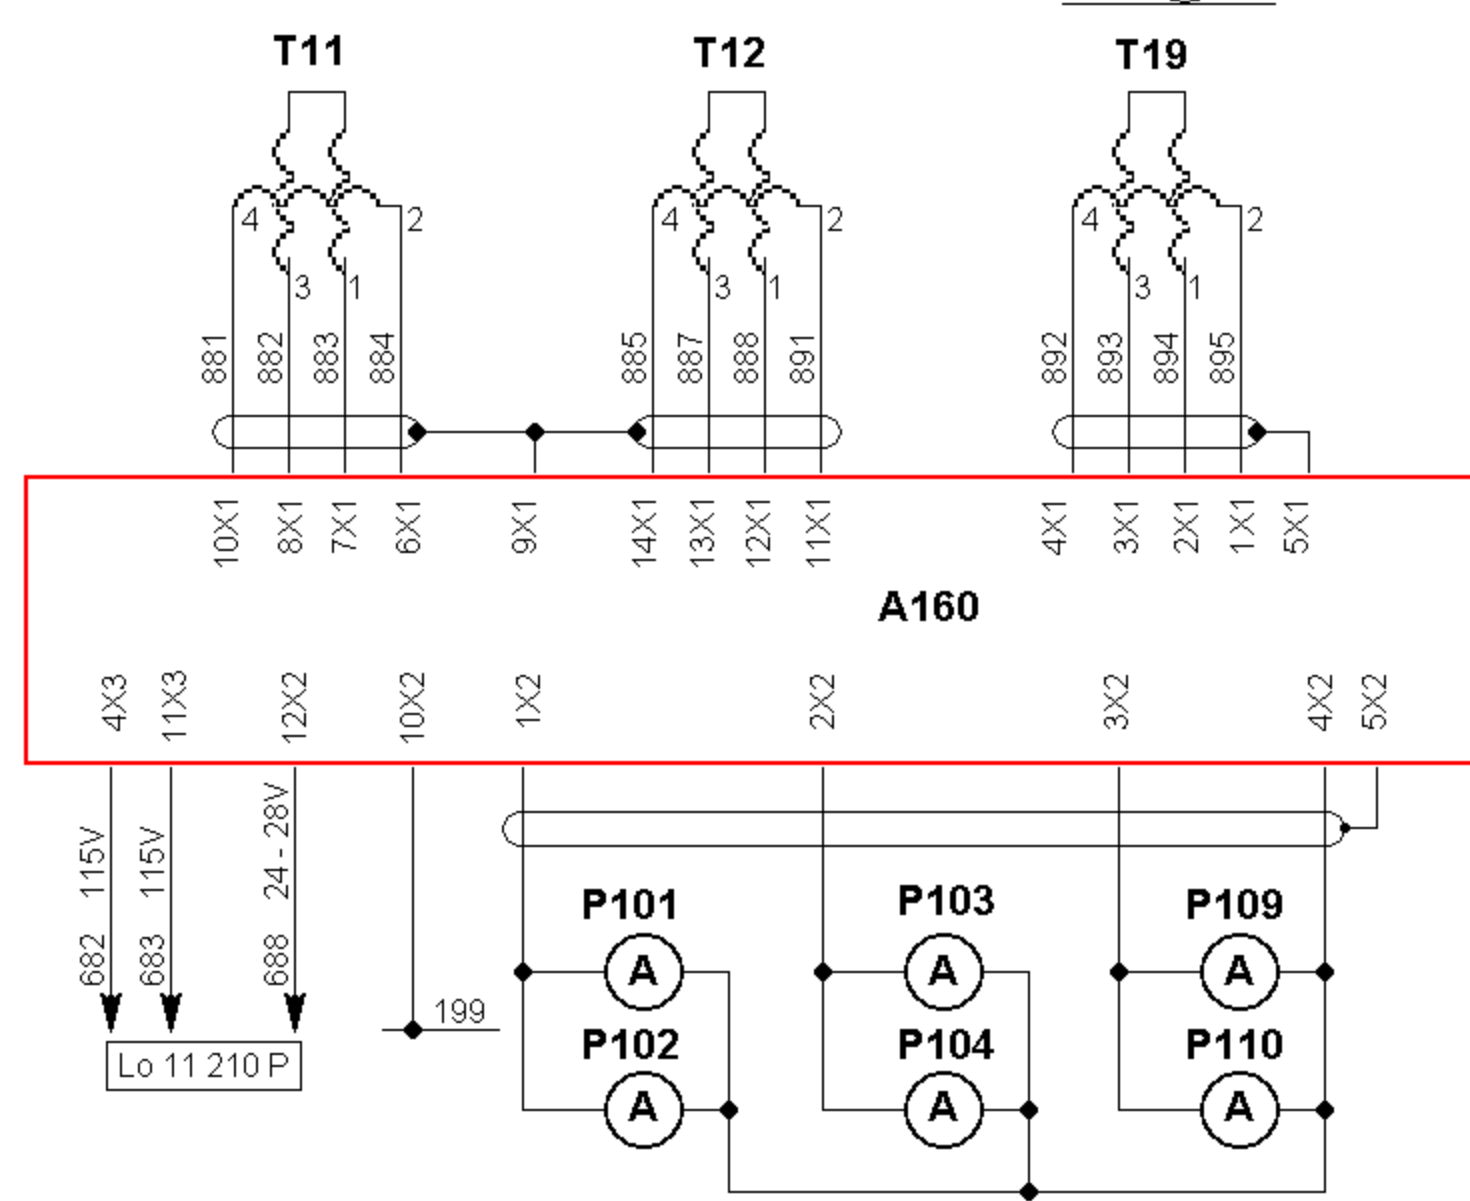 T11 T12 T19
4 2 4 2 4 2
3 1 3 1 3 1
881 882 883 884 885 887 888 891 892 893 894 895
10X1 8X1 7X1 6X1 9X1 14X1 13X1 12X1 11X1 4X1 3X1 2X1 1X1 5X1
A160
4X3 11X3 12X2 10X2 1X2 2X2 3X2 4X2 5X2
682 115V 683 115V 688 24 - 28V
P101 P103 P109
A A A
199
P102 P104 P110
Lo 11 210 P
A A A